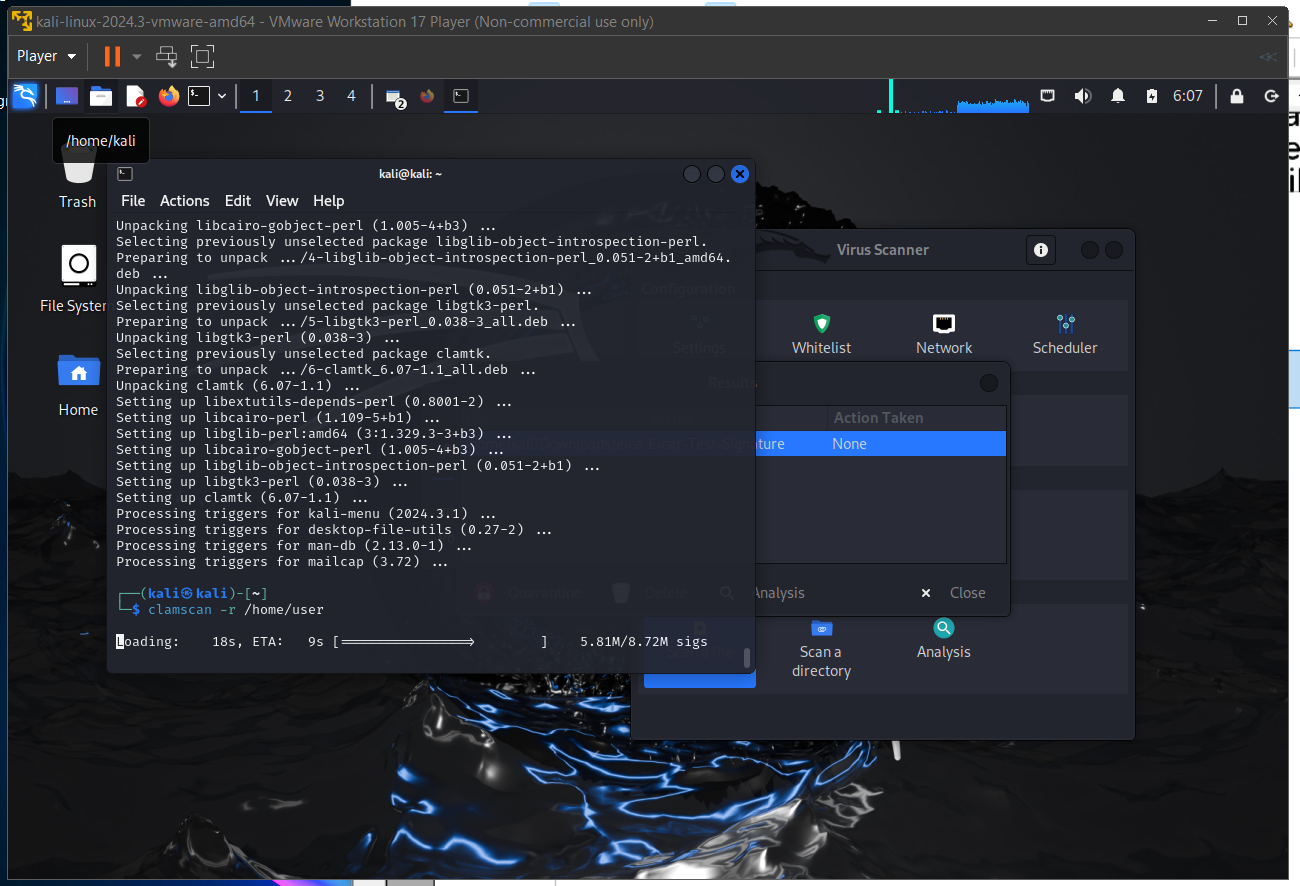 kali-linux-2024.3-vmware-amd64 - VMware Workstation 17 Player (Non-commercial use only)
Player
1 2 3 4 2 6:07
/home/kali
Trash
File System
Home
kali@kali: ~
File Actions Edit View Help
Unpacking libcairo-gobject-perl (1.005-4+b3) ...
Selecting previously unselected package libglib-object-introspection-perl.
Preparing to unpack .../4-libglib-object-introspection-perl_0.051-2+b1_amd64.
deb ...
Unpacking libglib-object-introspection-perl (0.051-2+b1) ...
Selecting previously unselected package libgtk3-perl.
Preparing to unpack .../5-libgtk3-perl_0.038-3_all.deb ...
Unpacking libgtk3-perl (0.038-3) ...
Selecting previously unselected package clamtk.
Preparing to unpack .../6-clamtk_6.07-1.1_all.deb ...
Unpacking clamtk (6.07-1.1) ...
Setting up libextutils-depends-perl (0.8001-2) ...
Setting up libcairo-perl (1.109-5+b1) ...
Setting up libglib-perl:amd64 (3:1.329.3-3+b3) ...
Setting up libcairo-gobject-perl (1.005-4+b3) ...
Setting up libglib-object-introspection-perl (0.051-2+b1) ...
Setting up libgtk3-perl (0.038-3) ...
Setting up clamtk (6.07-1.1) ...
Processing triggers for kali-menu (2024.3.1) ...
Processing triggers for desktop-file-utils (0.27-2) ...
Processing triggers for man-db (2.13.0-1) ...
Processing triggers for mailcap (3.72) ...
┌──(kali㉿kali)-[~]
└─$ clamscan -r /home/user
Loading:    18s, ETA:   9s [================>        ]    5.81M/8.72M sigs
Virus Scanner
Configuration
Settings
Whitelist
Network
Scheduler
Results
Action Taken
ture
None
Quarantine
Delete
Analysis
Close
Scan a
directory
Analysis